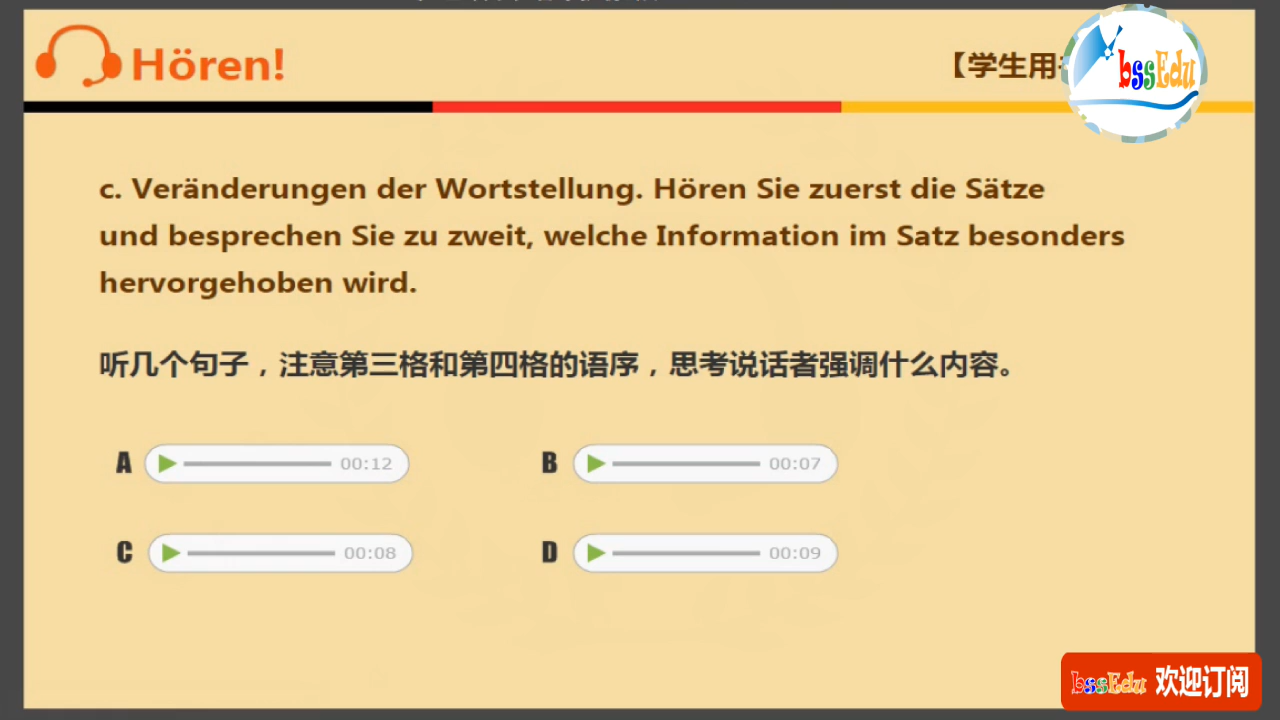 Hören!
【学生用
bssEdu
c. Veränderungen der Wortstellung. Hören Sie zuerst die Sätze
und besprechen Sie zu zweit, welche Information im Satz besonders
hervorgehoben wird.
听几个句子，注意第三格和第四格的语序，思考说话者强调什么内容。
A 00:12
B 00:07
C 00:08
D 00:09
bssEdu 欢迎订阅